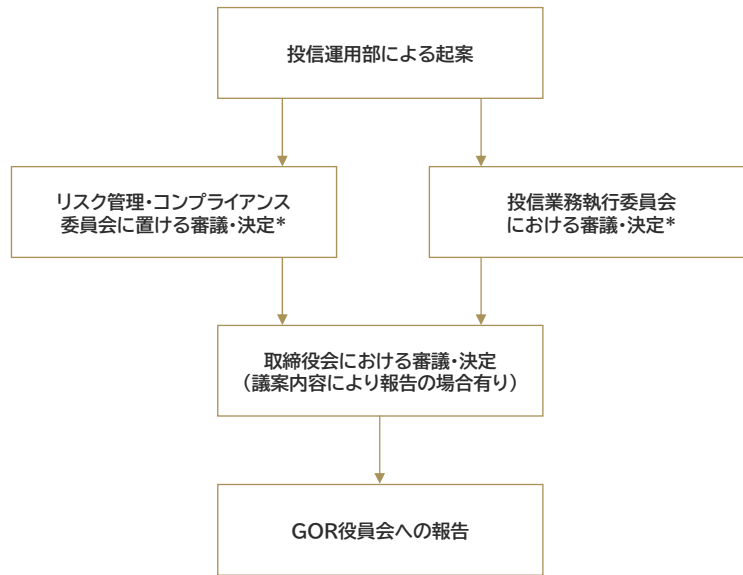 投信運用部による起案
リスク管理・コンプライアンス
委員会に置ける審議・決定*
投信業務執行委員会
における審議・決定*
取締役会における審議・決定
（議案内容により報告の場合有り）
GOR役員会への報告